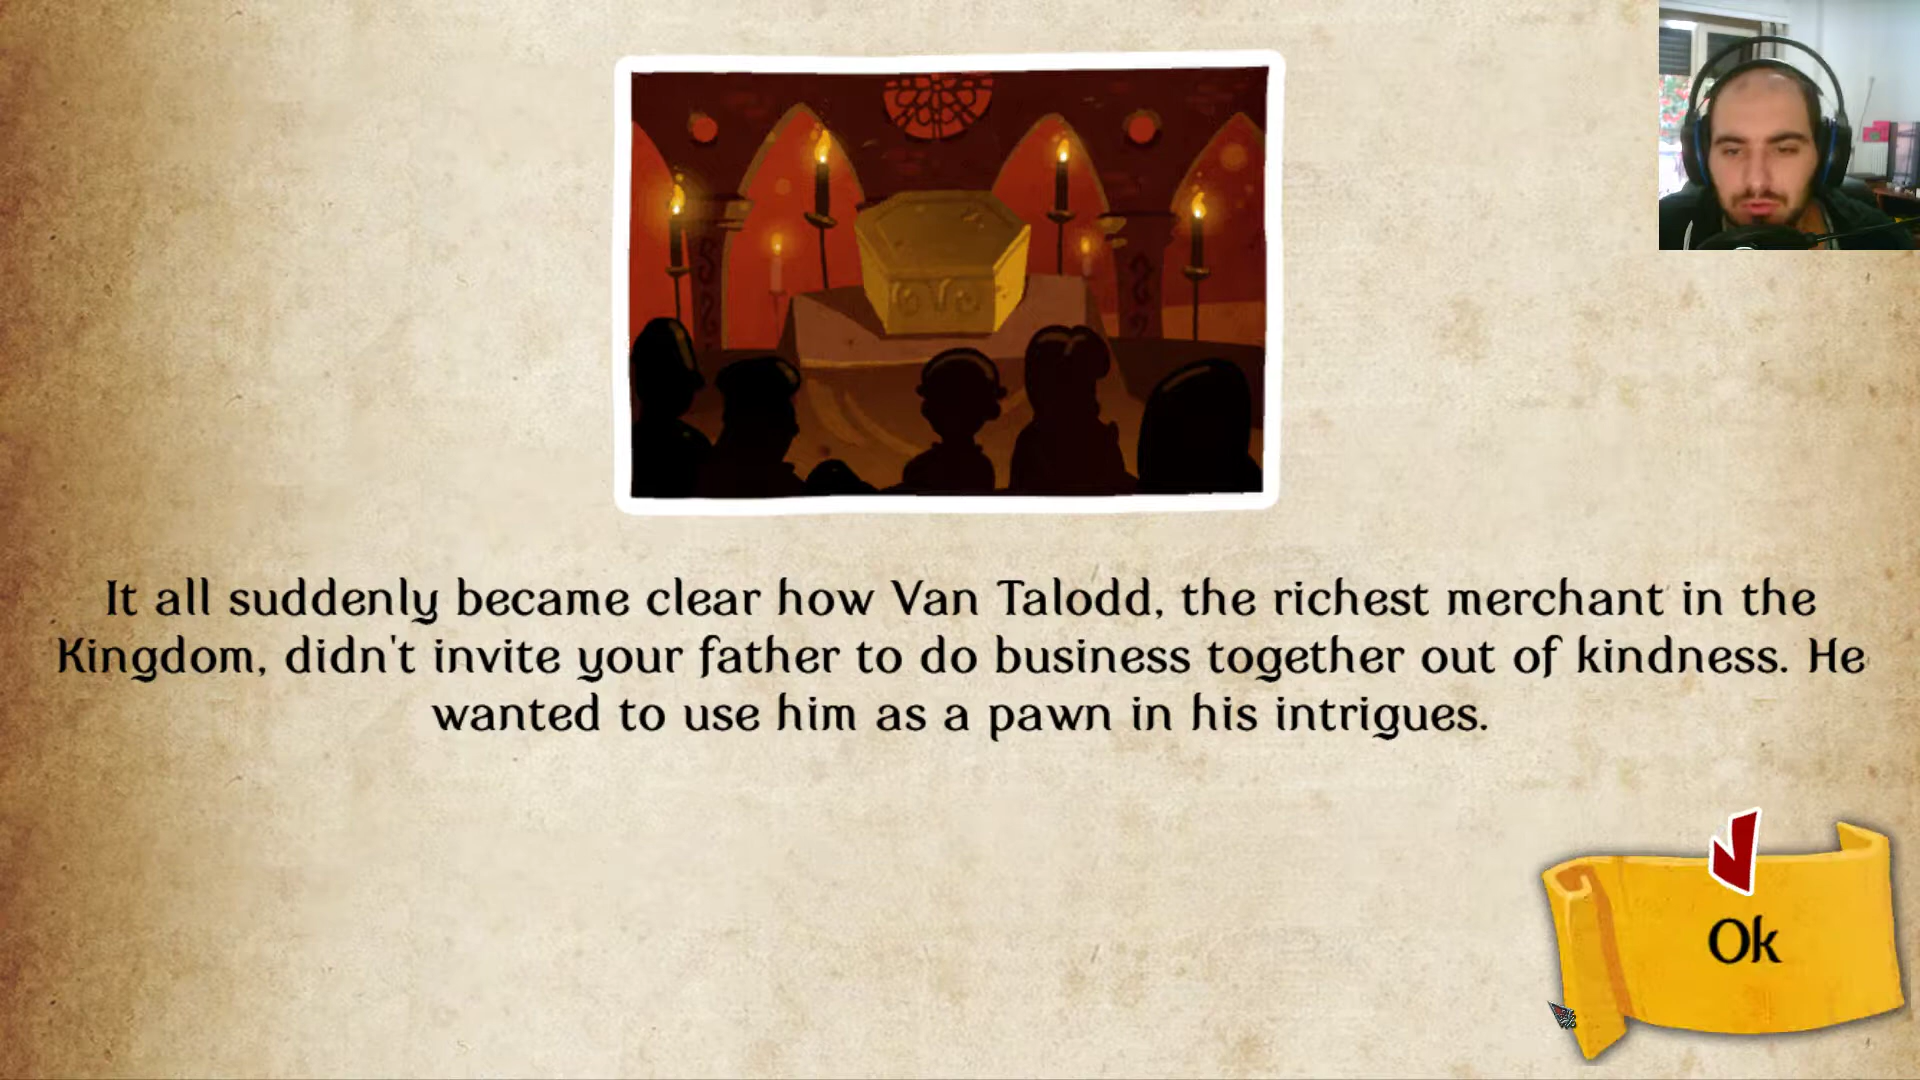 It all suddenly became clear how Van Talodd, the richest merchant in the
Kingdom, didn't invite your father to do business together out of kindness. He
wanted to use him as a pawn in his intrigues.
Ok